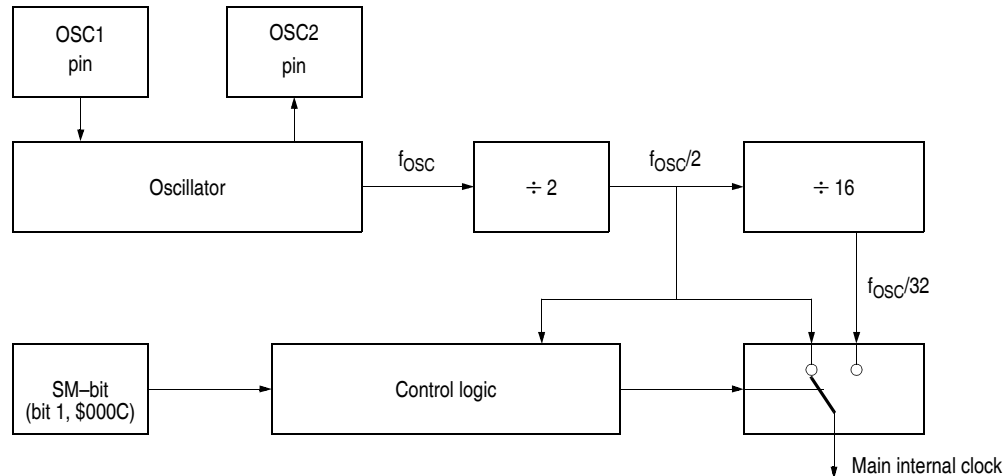 OSC1
pin
OSC2
pin
Oscillator
fOSC
÷ 2
fOSC/2
÷ 16
fOSC/32
SM–bit
(bit 1, $000C)
Control logic
Main internal clock